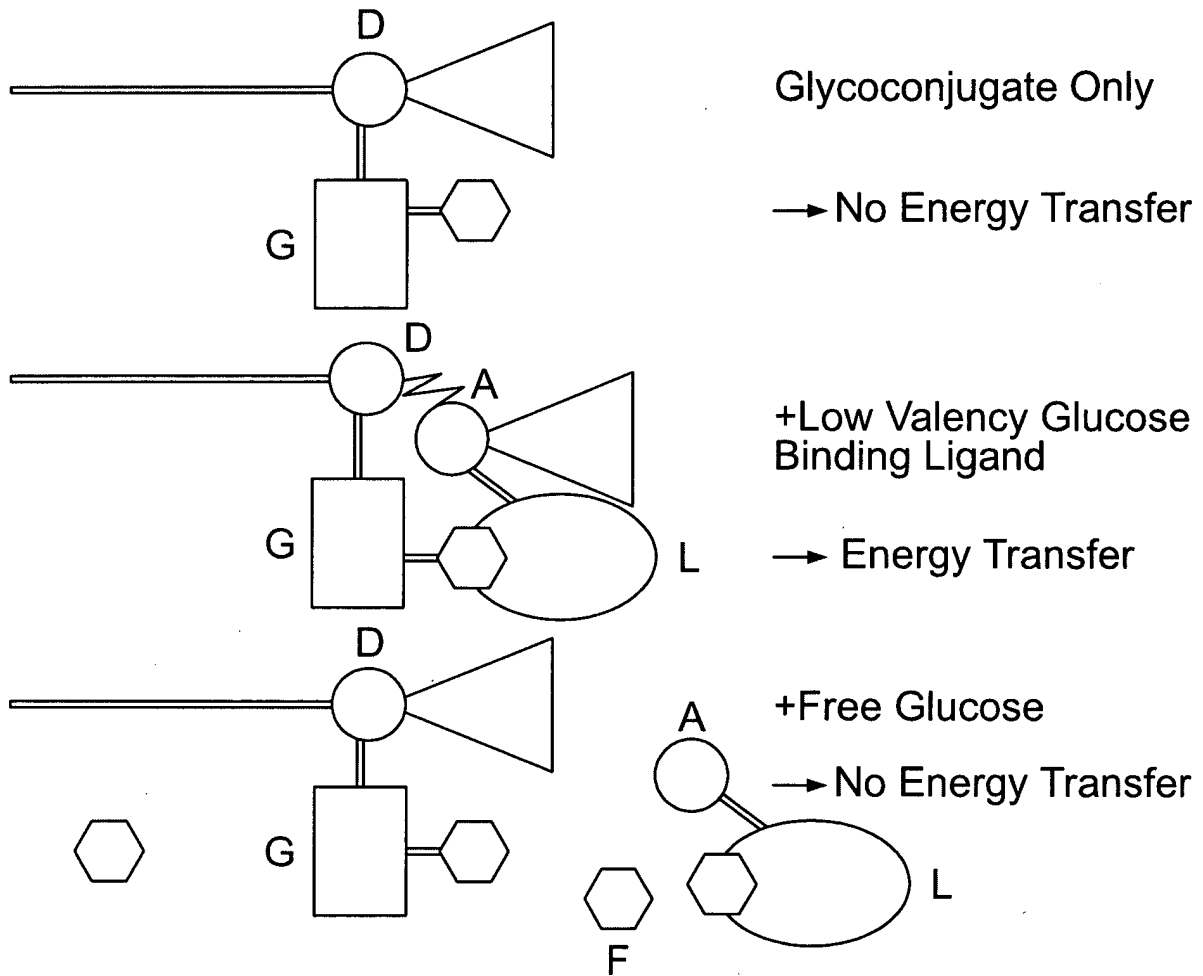 D
Glycoconjugate Only
→ No Energy Transfer
G
D
A
+Low Valency Glucose
Binding Ligand
G
L
→ Energy Transfer
D
A
+Free Glucose
→ No Energy Transfer
G
L
F